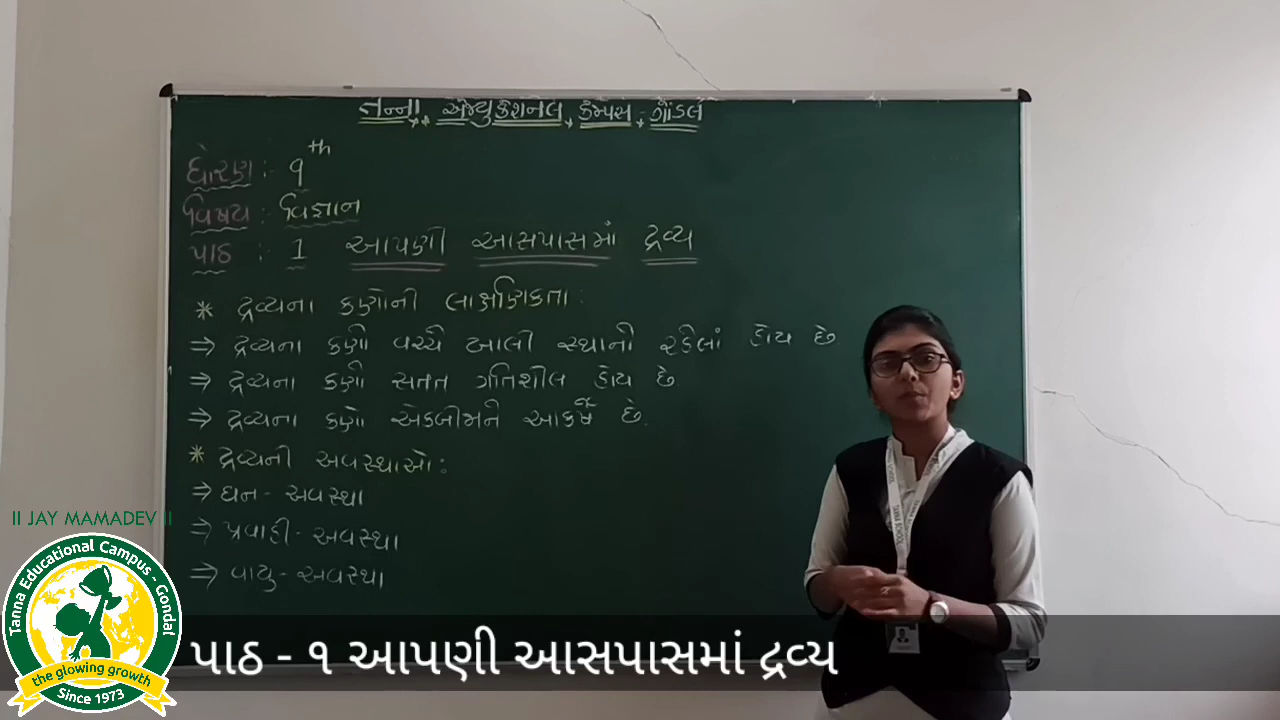 તન્ના એજ્યુકેશનલ કેમ્પસ - ગોંડલ
ધોરણ : 9th
વિષય : વિજ્ઞાન
પાઠ : 1 આપણી આસપાસમાં દ્રવ્ય
* દ્રવ્યના કણોની લાક્ષણિકતા :
⇒ દ્રવ્યના કણો વચ્ચે ખાલી સ્થાનો રહેલાં હોય છે
⇒ દ્રવ્યના કણો સતત ગતિશીલ હોય છે
⇒ દ્રવ્યના કણો એકબીજાને આકર્ષે છે.
* દ્રવ્યની અવસ્થાઓ :
⇒ ઘન - અવસ્થા
⇒ પ્રવાહી - અવસ્થા
⇒ વાયુ - અવસ્થા
II JAY MAMADEV II
Tanna Educational Campus - Gondal
the glowing growth
Since 1973
પાઠ - ૧ આપણી આસપાસમાં દ્રવ્ય